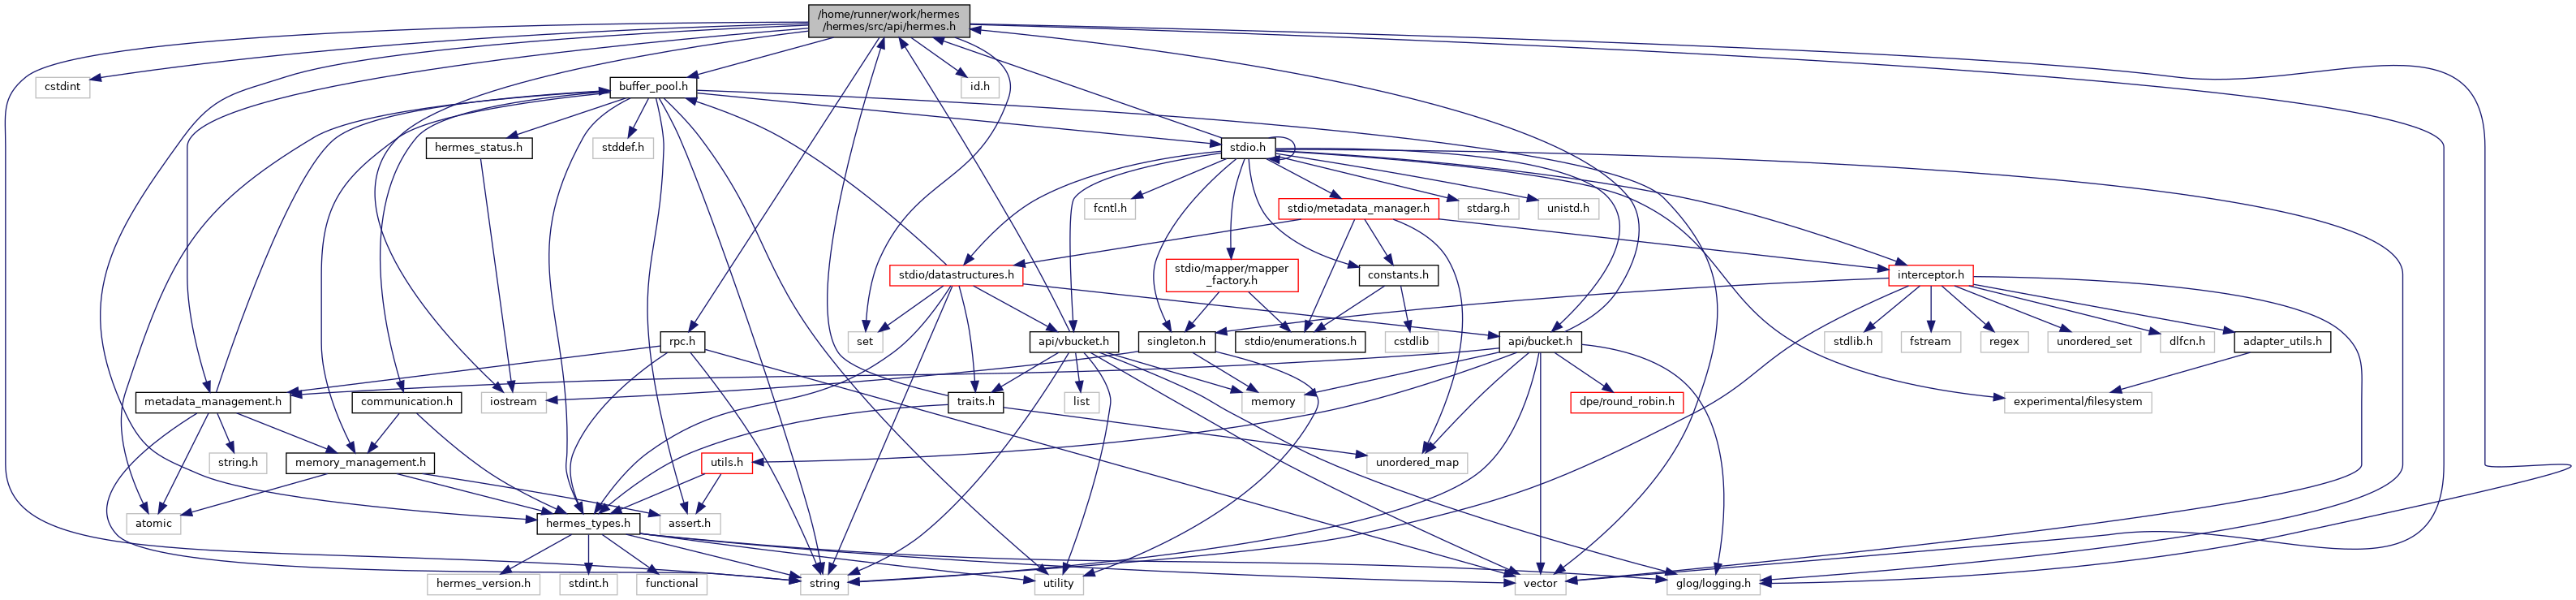 /home/runner/work/hermes
/hermes/src/api/hermes.h
cstdint
buffer_pool.h
id.h
hermes_status.h
stddef.h
stdio.h
fcntl.h
stdio/metadata_manager.h
stdarg.h
unistd.h
stdio/datastructures.h
stdio/mapper/mapper
_factory.h
constants.h
interceptor.h
rpc.h
set
api/vbucket.h
singleton.h
stdio/enumerations.h
cstdlib
api/bucket.h
stdlib.h
fstream
regex
unordered_set
dlfcn.h
adapter_utils.h
metadata_management.h
communication.h
iostream
traits.h
list
memory
dpe/round_robin.h
experimental/filesystem
string.h
memory_management.h
utils.h
unordered_map
atomic
hermes_types.h
assert.h
hermes_version.h
stdint.h
functional
string
utility
vector
glog/logging.h